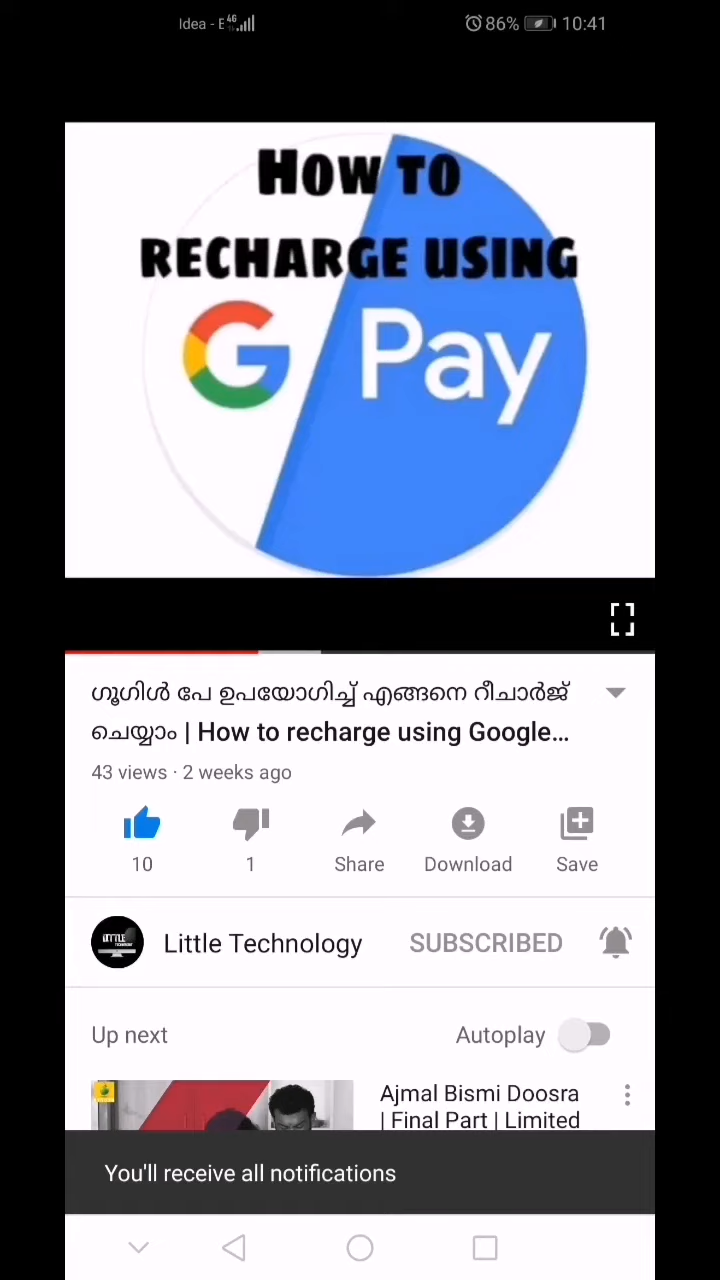 Idea - E 4G 86% 10:41
HOW TO
RECHARGE USING
G Pay
ഗൂഗിൾ പേ ഉപയോഗിച്ച് എങ്ങനെ റീചാർജ്
ചെയ്യാം | How to recharge using Google...
43 views · 2 weeks ago
10 1 Share Download Save
LITTLE
Little Technology SUBSCRIBED
Up next Autoplay
Ajmal Bismi Doosra
| Final Part | Limited
You'll receive all notifications